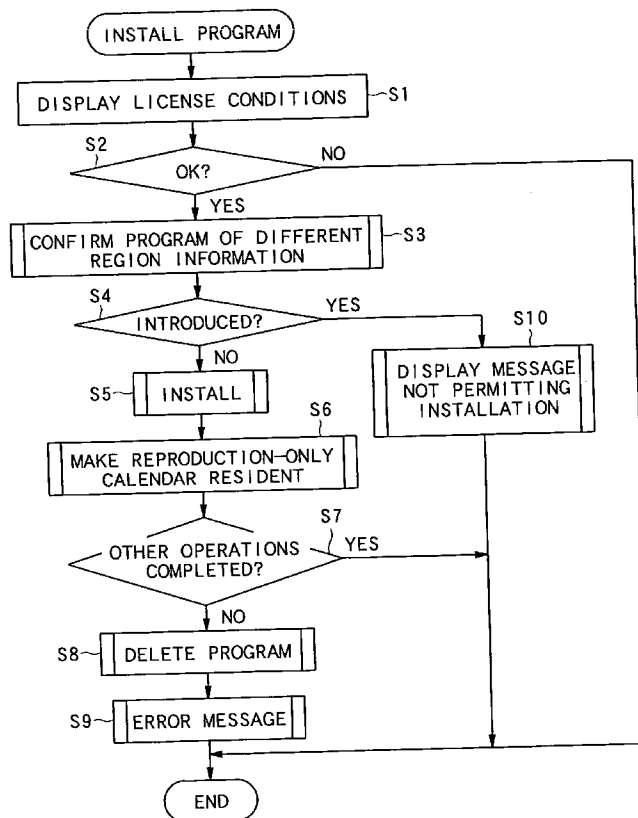 INSTALL PROGRAM
DISPLAY LICENSE CONDITIONS
S1
S2
OK?
NO
YES
CONFIRM PROGRAM OF DIFFERENT
REGION INFORMATION
S3
S4
INTRODUCED?
YES
NO
S10
DISPLAY MESSAGE
NOT PERMITTING
INSTALLATION
S5
INSTALL
S6
MAKE REPRODUCTION-ONLY
CALENDAR RESIDENT
S7
OTHER OPERATIONS
COMPLETED?
YES
NO
S8
DELETE PROGRAM
S9
ERROR MESSAGE
END